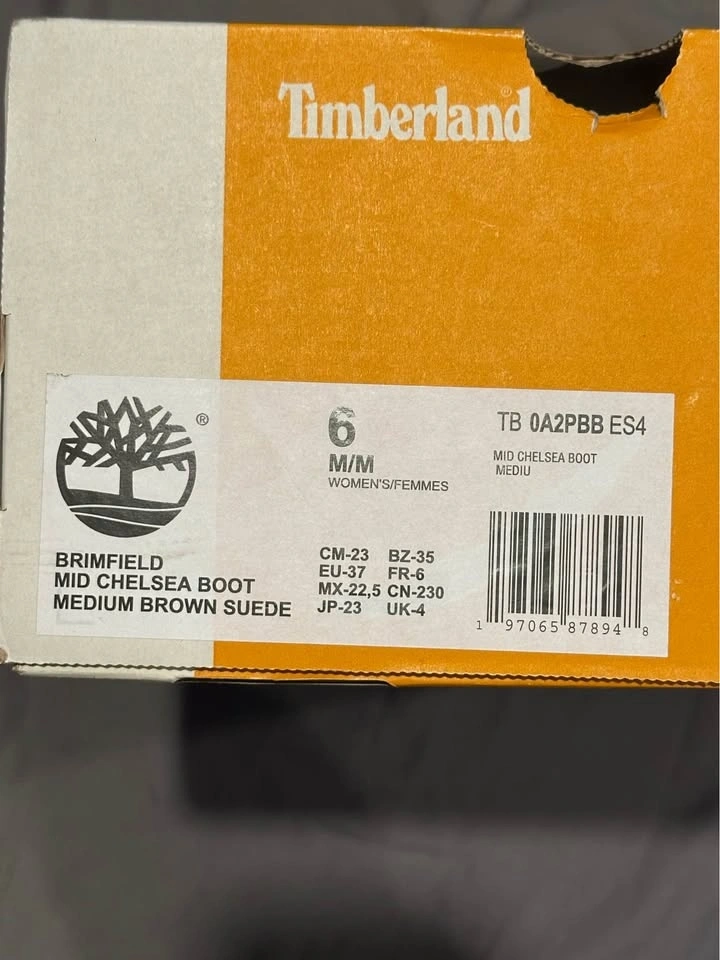 Timberland®
®
6
M/M
WOMEN'S/FEMMES
TB 0A2PBB ES4
MID CHELSEA BOOT
MEDIU
BRIMFIELD
MID CHELSEA BOOT
MEDIUM BROWN SUEDE
CM-23 BZ-35
EU-37 FR-6
MX-22,5 CN-230
JP-23 UK-4
1 97065 87894 8